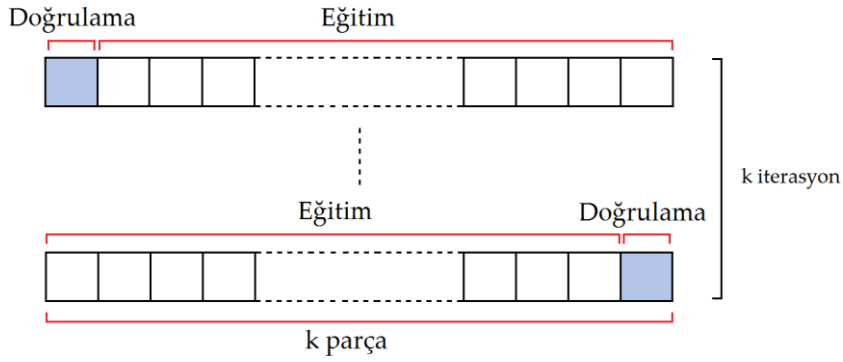 Doğrulama
Eğitim
k iterasyon
Eğitim
Doğrulama
k parça